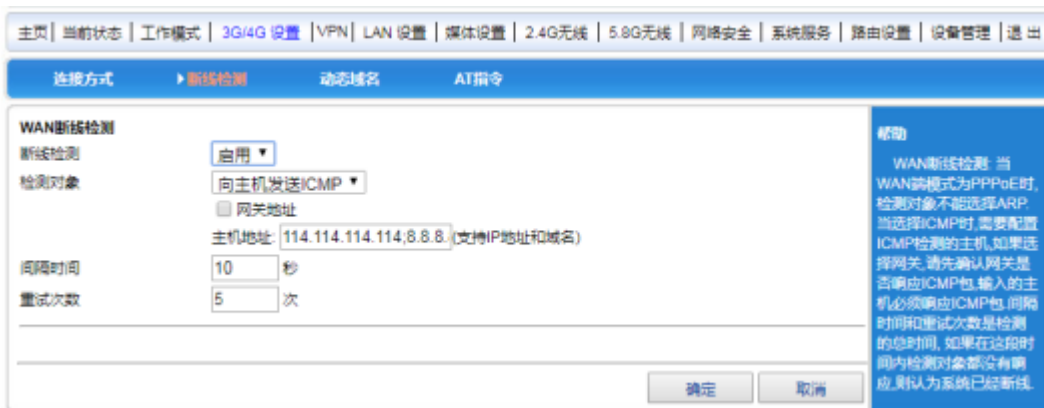 主页| 当前状态 | 工作模式 | 3G/4G 设置 |VPN| LAN 设置 | 媒体设置 | 2.4G无线 | 5.8G无线 | 网络安全 | 系统服务 | 路由设置 | 设备管理 |退 出
连接方式 断线检测 动态域名 AT指令
WAN断线检测
断线检测 启用
检测对象 向主机发送ICMP
网关地址
主机地址: 114.114.114.114;8.8.8. (支持IP地址和域名)
间隔时间 10 秒
重试次数 5 次
确定 取消
帮助
WAN断线检测: 当
WAN端模式为PPPoE时,
检测对象不能选择ARP.
当选择ICMP时,需要配置
ICMP检测的主机,如果选
择网关,请先确认网关是
否响应ICMP包,输入的主
机必须响应ICMP包.间隔
时间和重试次数是检测
的总时间, 如果在这段时
间内检测对象都没有响
应,则认为系统已经断线.